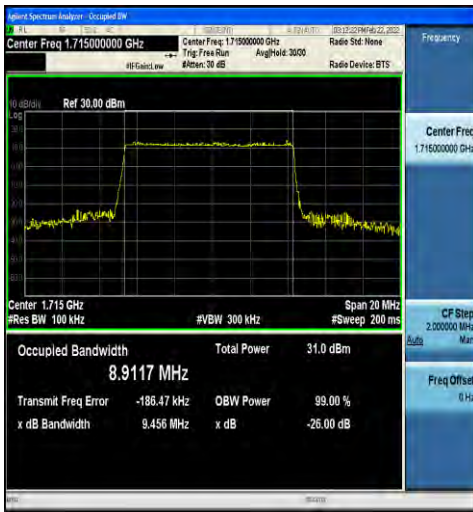 Agilent Spectrum Analyzer - Occupied BW
Center Freq 1.715000000 GHz
Center Freq: 1.715000000 GHz
Radio Std: None
Trig: Free Run
Avg|Hold: 30/30
#IFGain:Low
#Atten: 30 dB
Radio Device: BTS
Frequency
10 dB/div
Ref 30.00 dBm
Log
Center Freq
1.715000000 GHz
Center 1.715 GHz
Span 20 MHz
#Res BW 100 kHz
#VBW 300 kHz
#Sweep 200 ms
CF Step
2.000000 MHz
Auto
Man
Occupied Bandwidth
Total Power
31.0 dBm
8.9117 MHz
Freq Offset
0 Hz
Transmit Freq Error
-186.47 kHz
OBW Power
99.00 %
x dB Bandwidth
9.456 MHz
x dB
-26.00 dB